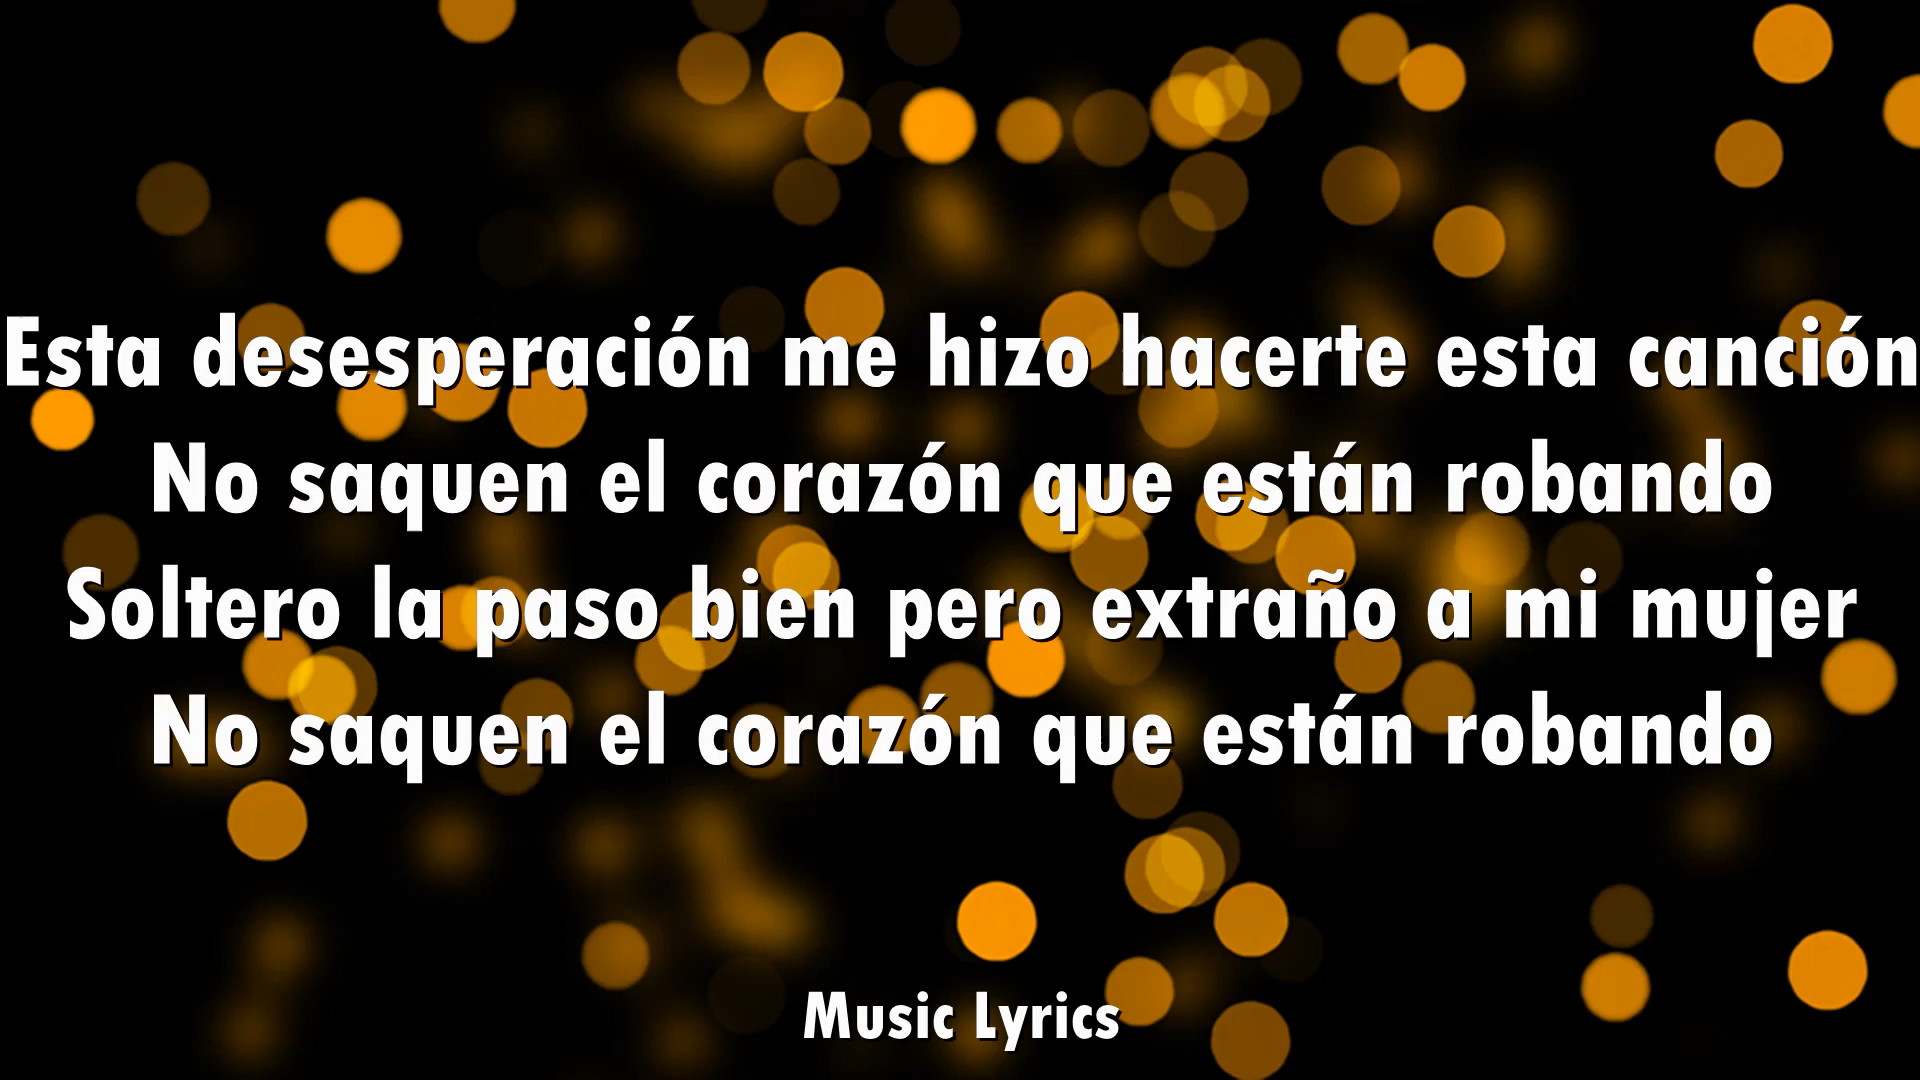 Esta desesperación me hizo hacerte esta canción
No saquen el corazón que están robando
Soltero la paso bien pero extraño a mi mujer
No saquen el corazón que están robando
Music Lyrics